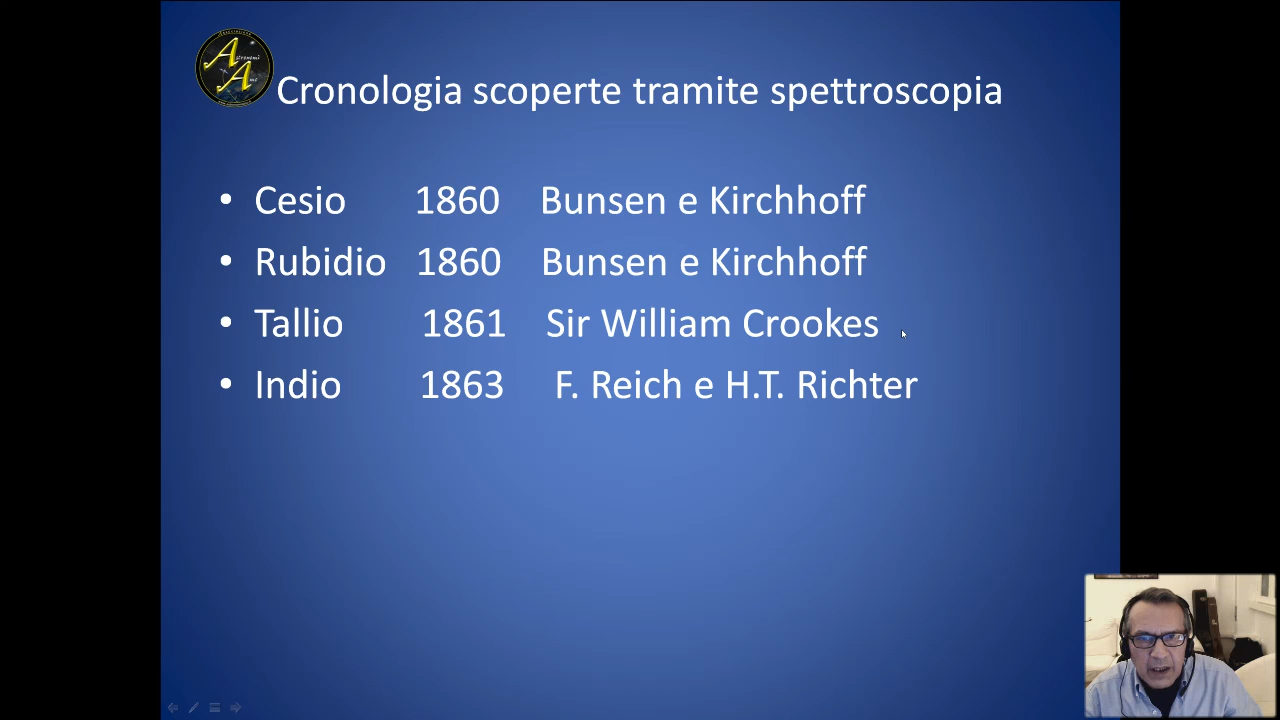 Cronologia scoperte tramite spettroscopia
• Cesio 1860 Bunsen e Kirchhoff
• Rubidio 1860 Bunsen e Kirchhoff
• Tallio 1861 Sir William Crookes
• Indio 1863 F. Reich e H.T. Richter